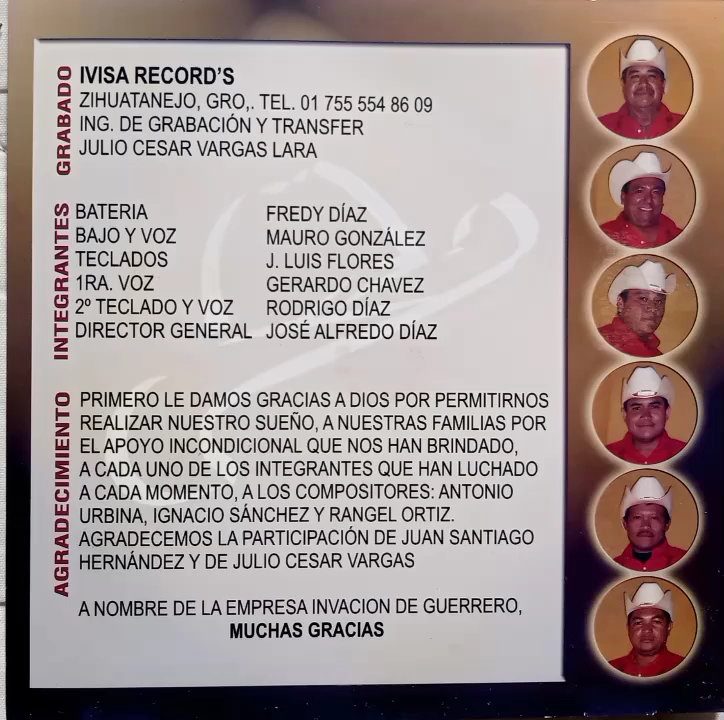 GRABADO
IVISA RECORD'S
ZIHUATANEJO, GRO,. TEL. 01 755 554 86 09
ING. DE GRABACIÓN Y TRANSFER
JULIO CESAR VARGAS LARA
INTEGRANTES
BATERIA FREDY DÍAZ
BAJO Y VOZ MAURO GONZÁLEZ
TECLADOS J. LUIS FLORES
1RA. VOZ GERARDO CHAVEZ
2º TECLADO Y VOZ RODRIGO DÍAZ
DIRECTOR GENERAL JOSÉ ALFREDO DÍAZ
AGRADECIMIENTO
PRIMERO LE DAMOS GRACIAS A DIOS POR PERMITIRNOS
REALIZAR NUESTRO SUEÑO, A NUESTRAS FAMILIAS POR
EL APOYO INCONDICIONAL QUE NOS HAN BRINDADO,
A CADA UNO DE LOS INTEGRANTES QUE HAN LUCHADO
A CADA MOMENTO, A LOS COMPOSITORES: ANTONIO
URBINA, IGNACIO SÁNCHEZ Y RANGEL ORTIZ.
AGRADECEMOS LA PARTICIPACIÓN DE JUAN SANTIAGO
HERNÁNDEZ Y DE JULIO CESAR VARGAS
A NOMBRE DE LA EMPRESA INVACION DE GUERRERO,
MUCHAS GRACIAS